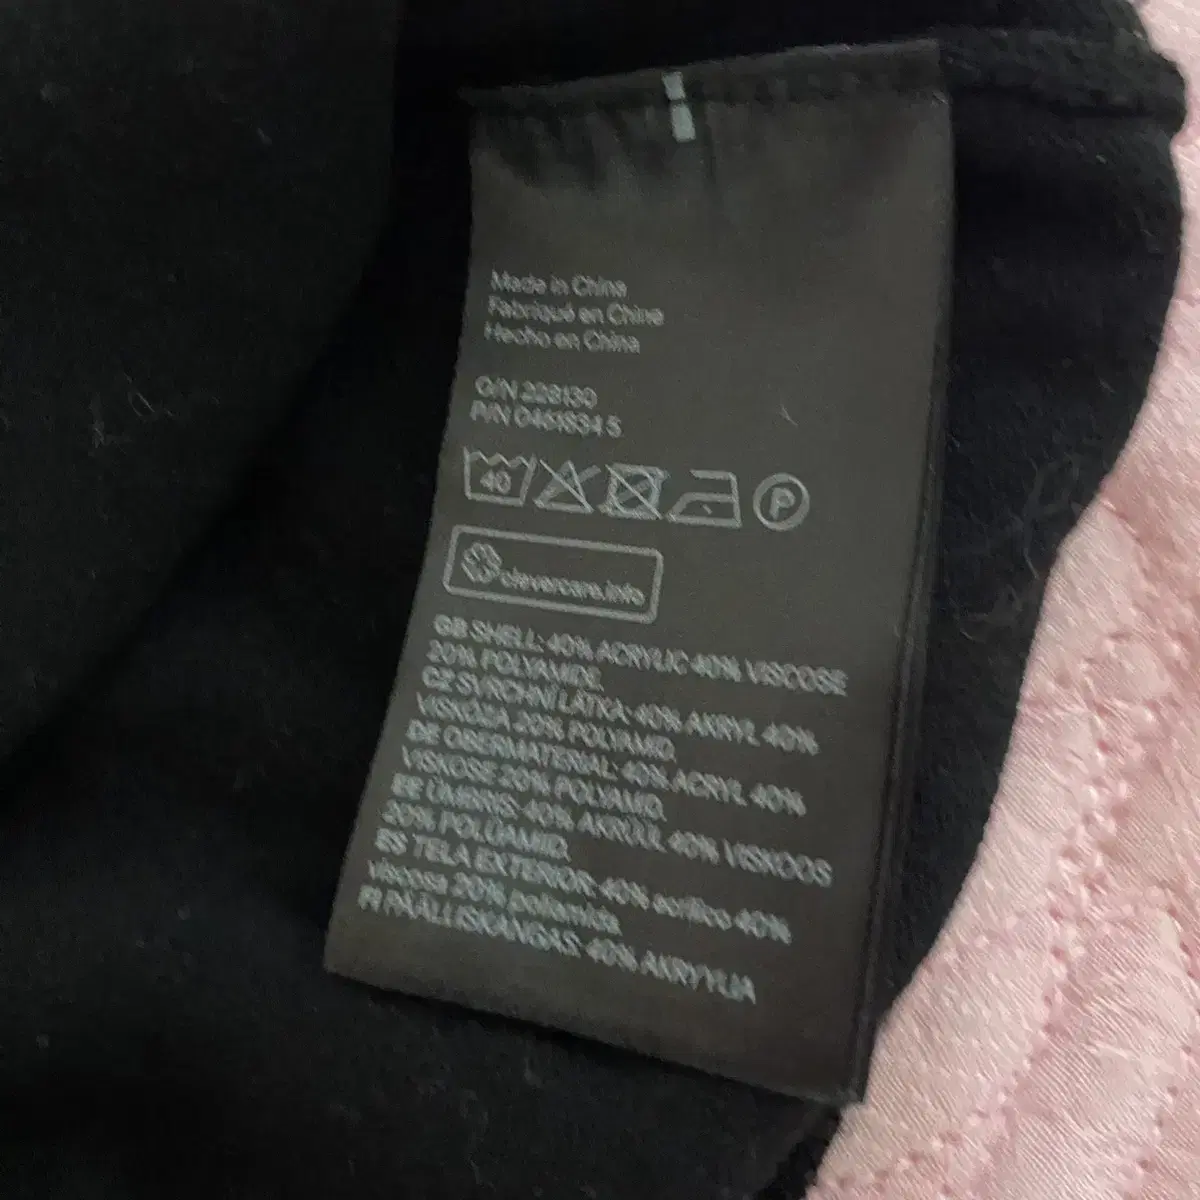 Made in China
Fabriqué en Chine
Hecho en China
O/N 228130
P/N 0461834 5
40
P
clevercare.info
GB SHELL: 40% ACRYLIC 40% VISCOSE
20% POLYAMIDE.
CZ SVRCHNÍ LÁTKA: 40% AKRYL 40%
VISKÓZA 20% POLYAMID.
DE OBERMATERIAL: 40% ACRYL 40%
VISKOSE 20% POLYAMID.
EE ÜMBRIS: 40% AKRÜÜL 40% VISKOOS
20% POLÜAMID.
ES TELA EXTERIOR: 40% acrílico 40%
viscosa 20% poliamida.
FI PÄÄLLISKANGAS: 40% AKRYYLIA